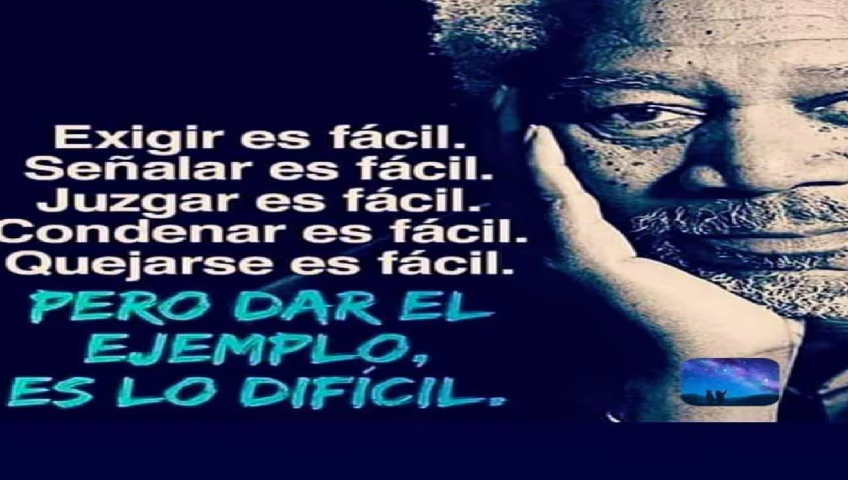 Exigir es fácil.
Señalar es fácil.
Juzgar es fácil.
Condenar es fácil.
Quejarse es fácil.
PERO DAR EL
EJEMPLO,
ES LO DIFÍCIL.